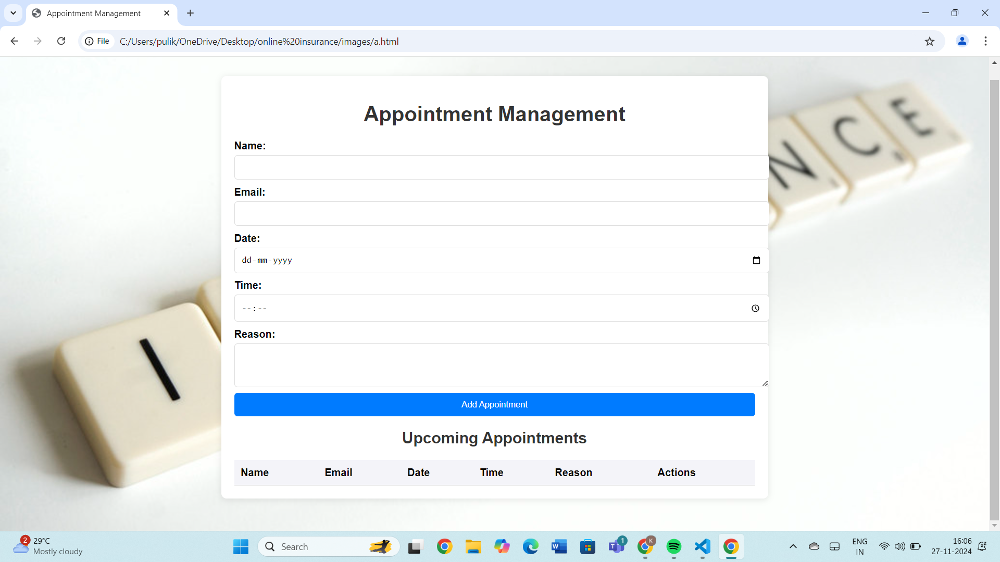 Appointment Management
File
C:/Users/pulik/OneDrive/Desktop/online%20insurance/images/a.html
N C E
I
Appointment Management
Name:
Email:
Date:
dd-mm-yyyy
Time:
--:--
Reason:
Add Appointment
Upcoming Appointments
Name Email Date Time Reason Actions
2
29°C
Mostly cloudy
Search
W
T
1
K
ENG
IN
16:06
27-11-2024